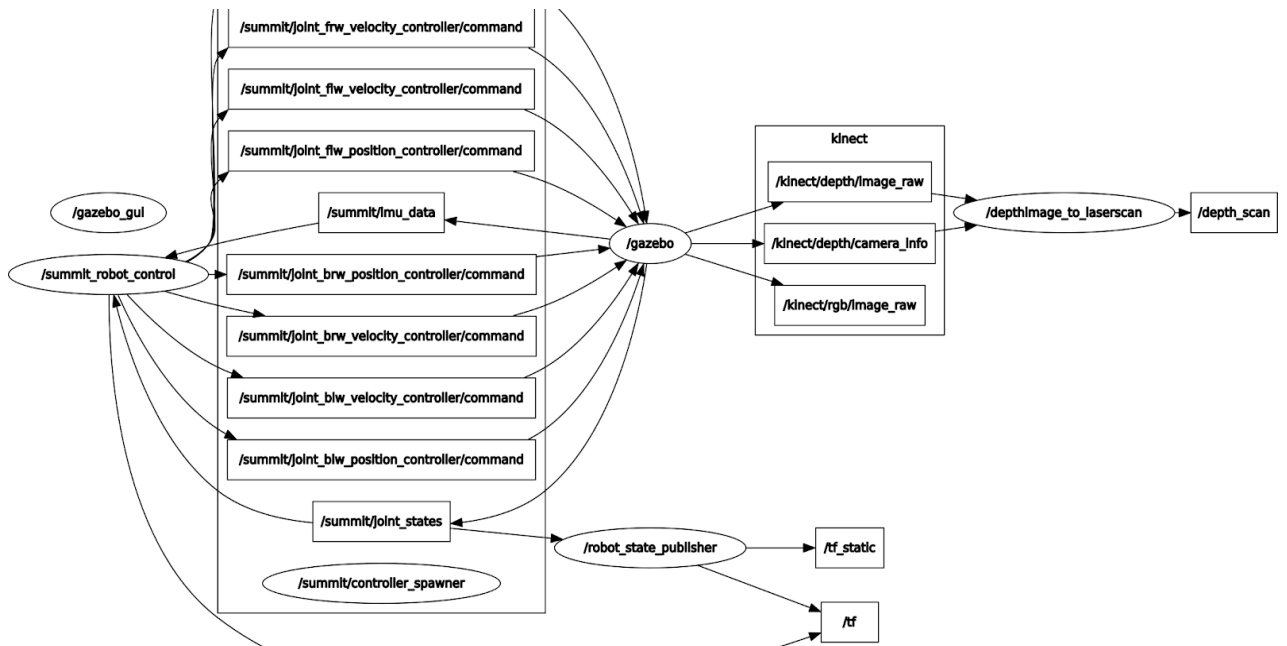 /summit/joint_frw_velocity_controller/command
/summit/joint_flw_velocity_controller/command
/summit/joint_flw_position_controller/command
/summit/imu_data
/summit/joint_brw_position_controller/command
/summit/joint_brw_velocity_controller/command
/summit/joint_blw_velocity_controller/command
/summit/joint_blw_position_controller/command
/summit/joint_states
/summit/controller_spawner
/gazebo_gui
/summit_robot_control
/gazebo
kinect
/kinect/depth/image_raw
/kinect/depth/camera_info
/kinect/rgb/image_raw
/depthimage_to_laserscan
/depth_scan
/robot_state_publisher
/tf_static
/tf